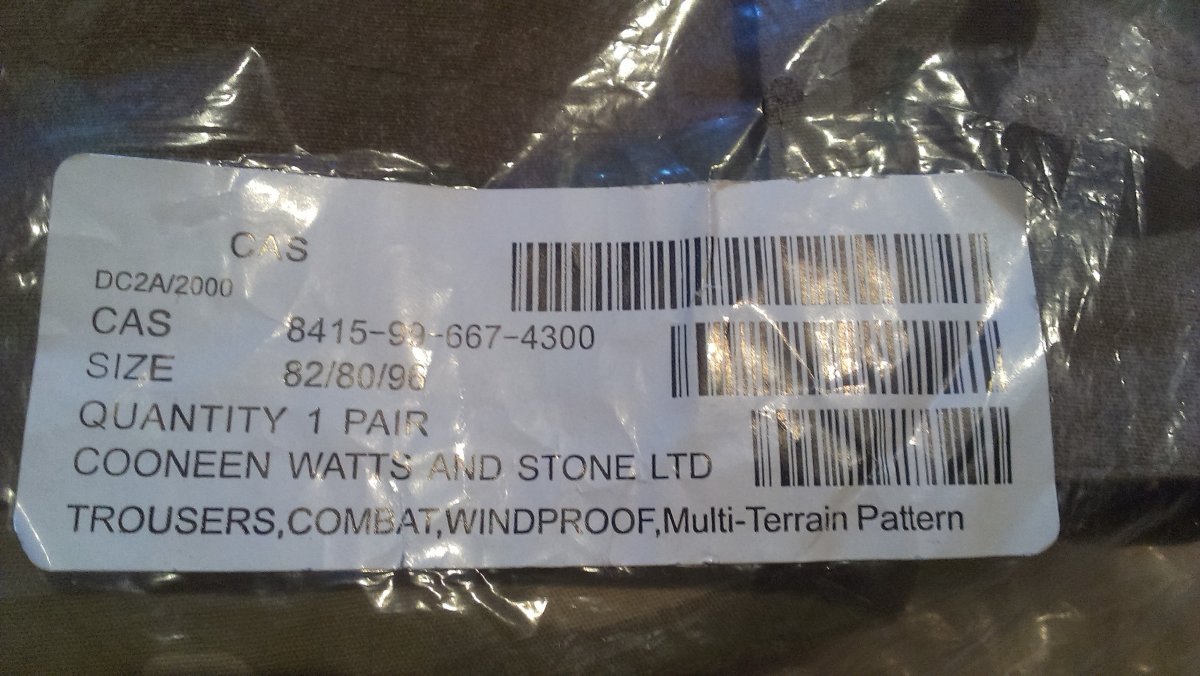 CAS
DC2A/2000
CAS 8415-99-667-4300
SIZE 82/80/96
QUANTITY 1 PAIR
COONEEN WATTS AND STONE LTD
TROUSERS,COMBAT,WINDPROOF,Multi-Terrain Pattern